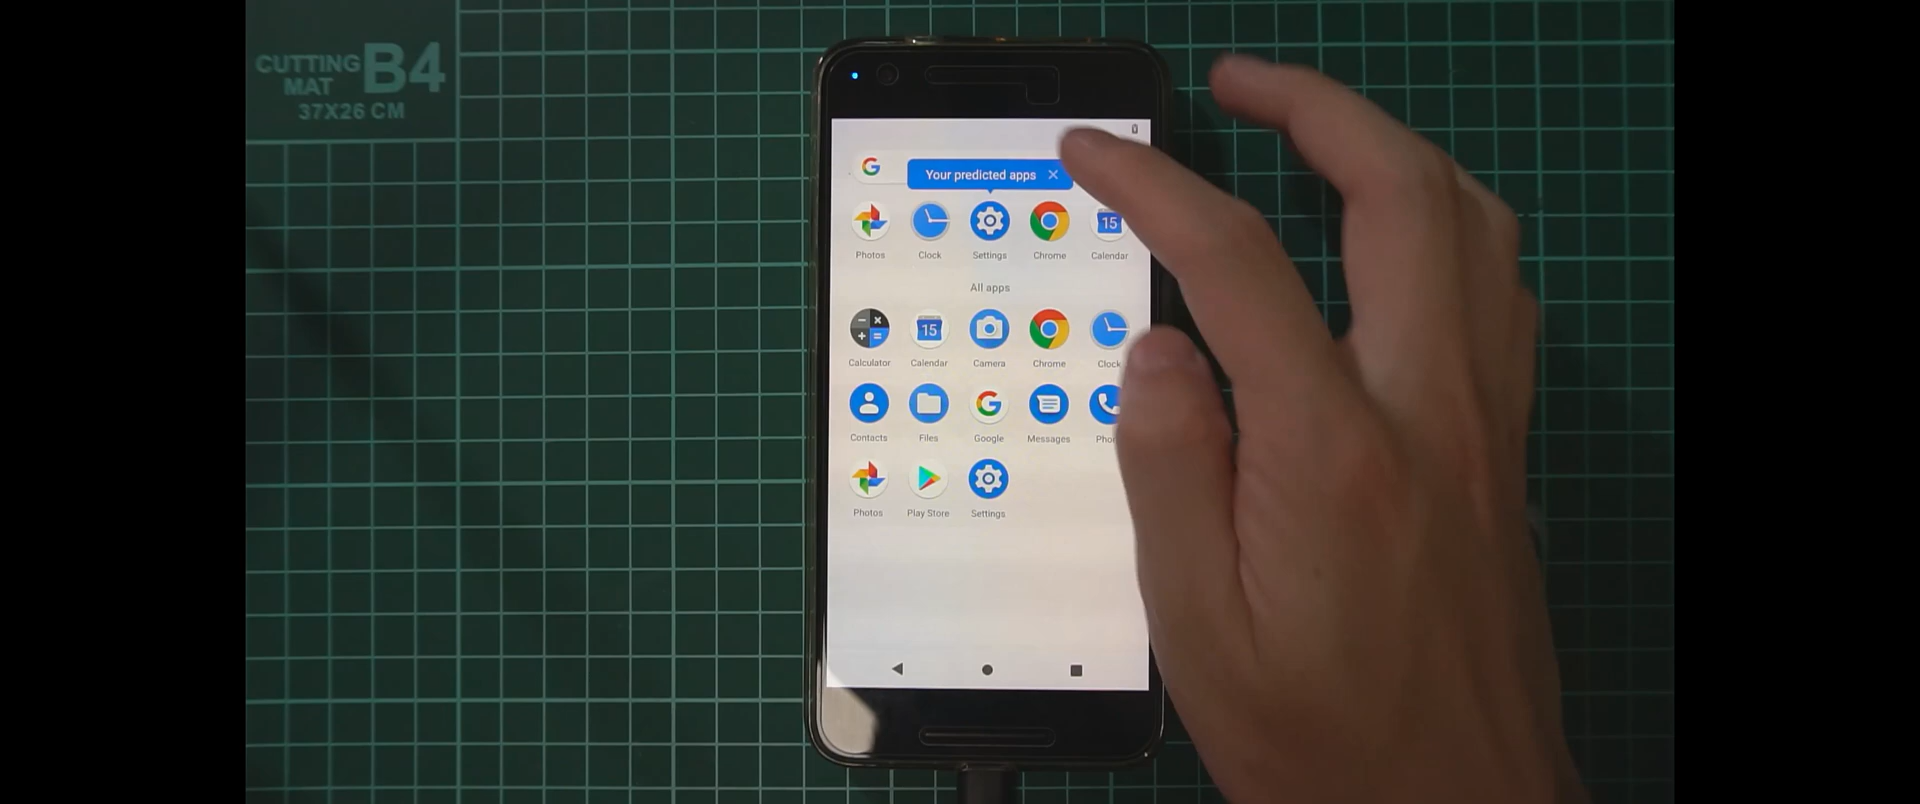 CUTTING
MAT
B4
37X26 CM
Your predicted apps
Photos Clock Settings Chrome Calendar
All apps
Calculator Calendar Camera Chrome Clock
Contacts Files Google Messages
Photos Play Store Settings